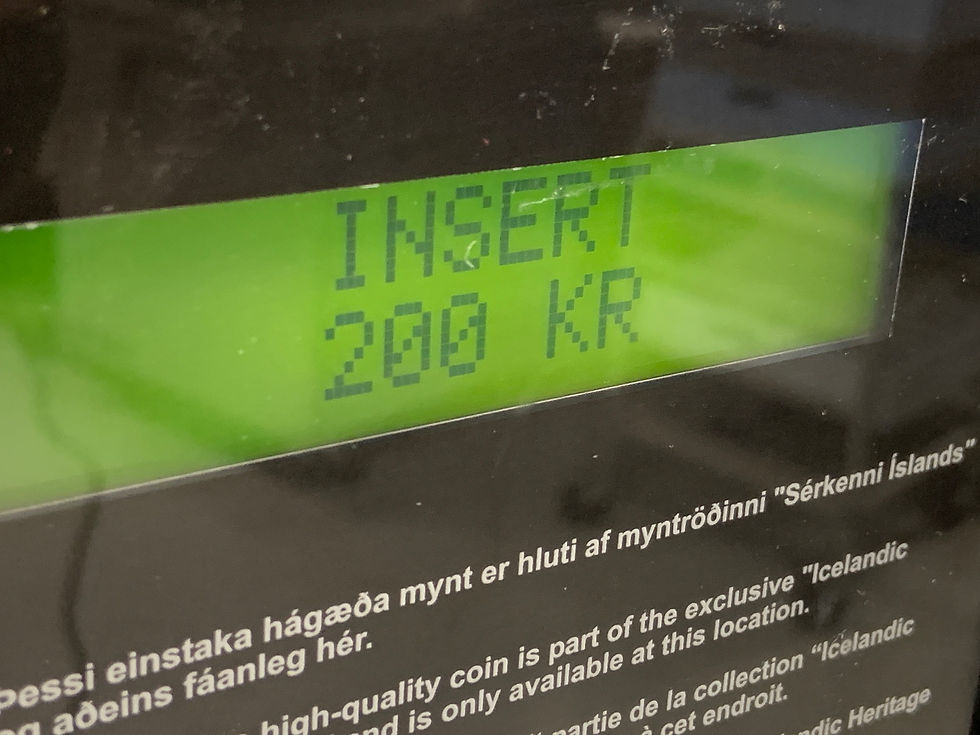 INSERT
200 KR
Þessi einstaka hágæða mynt er hluti af myntröðinni "Sérkenni Íslands"
og aðeins fáanleg hér.
high-quality coin is part of the exclusive "Icelandic
and is only available at this location.
partie de la collection “Icelandic
à cet endroit.
Heritage